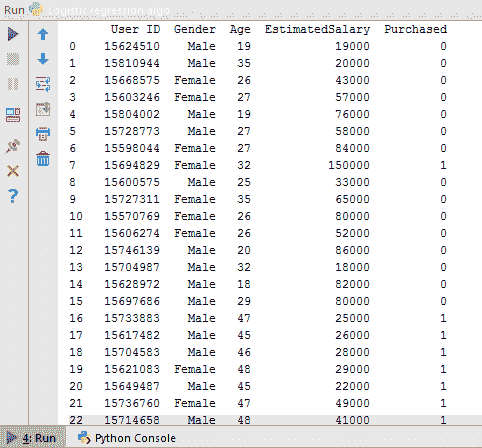 Run Logistic regression algo
User ID Gender Age EstimatedSalary Purchased
0 15624510 Male 19 19000 0
1 15810944 Male 35 20000 0
2 15668575 Female 26 43000 0
3 15603246 Female 27 57000 0
4 15804002 Male 19 76000 0
5 15728773 Male 27 58000 0
6 15598044 Female 27 84000 0
7 15694829 Female 32 150000 1
8 15600575 Male 25 33000 0
9 15727311 Female 35 65000 0
10 15570769 Female 26 80000 0
11 15606274 Female 26 52000 0
12 15746139 Male 20 86000 0
13 15704987 Male 32 18000 0
14 15628972 Male 18 82000 0
15 15697686 Male 29 80000 0
16 15733883 Male 47 25000 1
17 15617482 Male 45 26000 1
18 15704583 Male 46 28000 1
19 15621083 Female 48 29000 1
20 15649487 Male 45 22000 1
21 15736760 Female 47 49000 1
22 15714658 Male 48 41000 1
4: Run Python Console